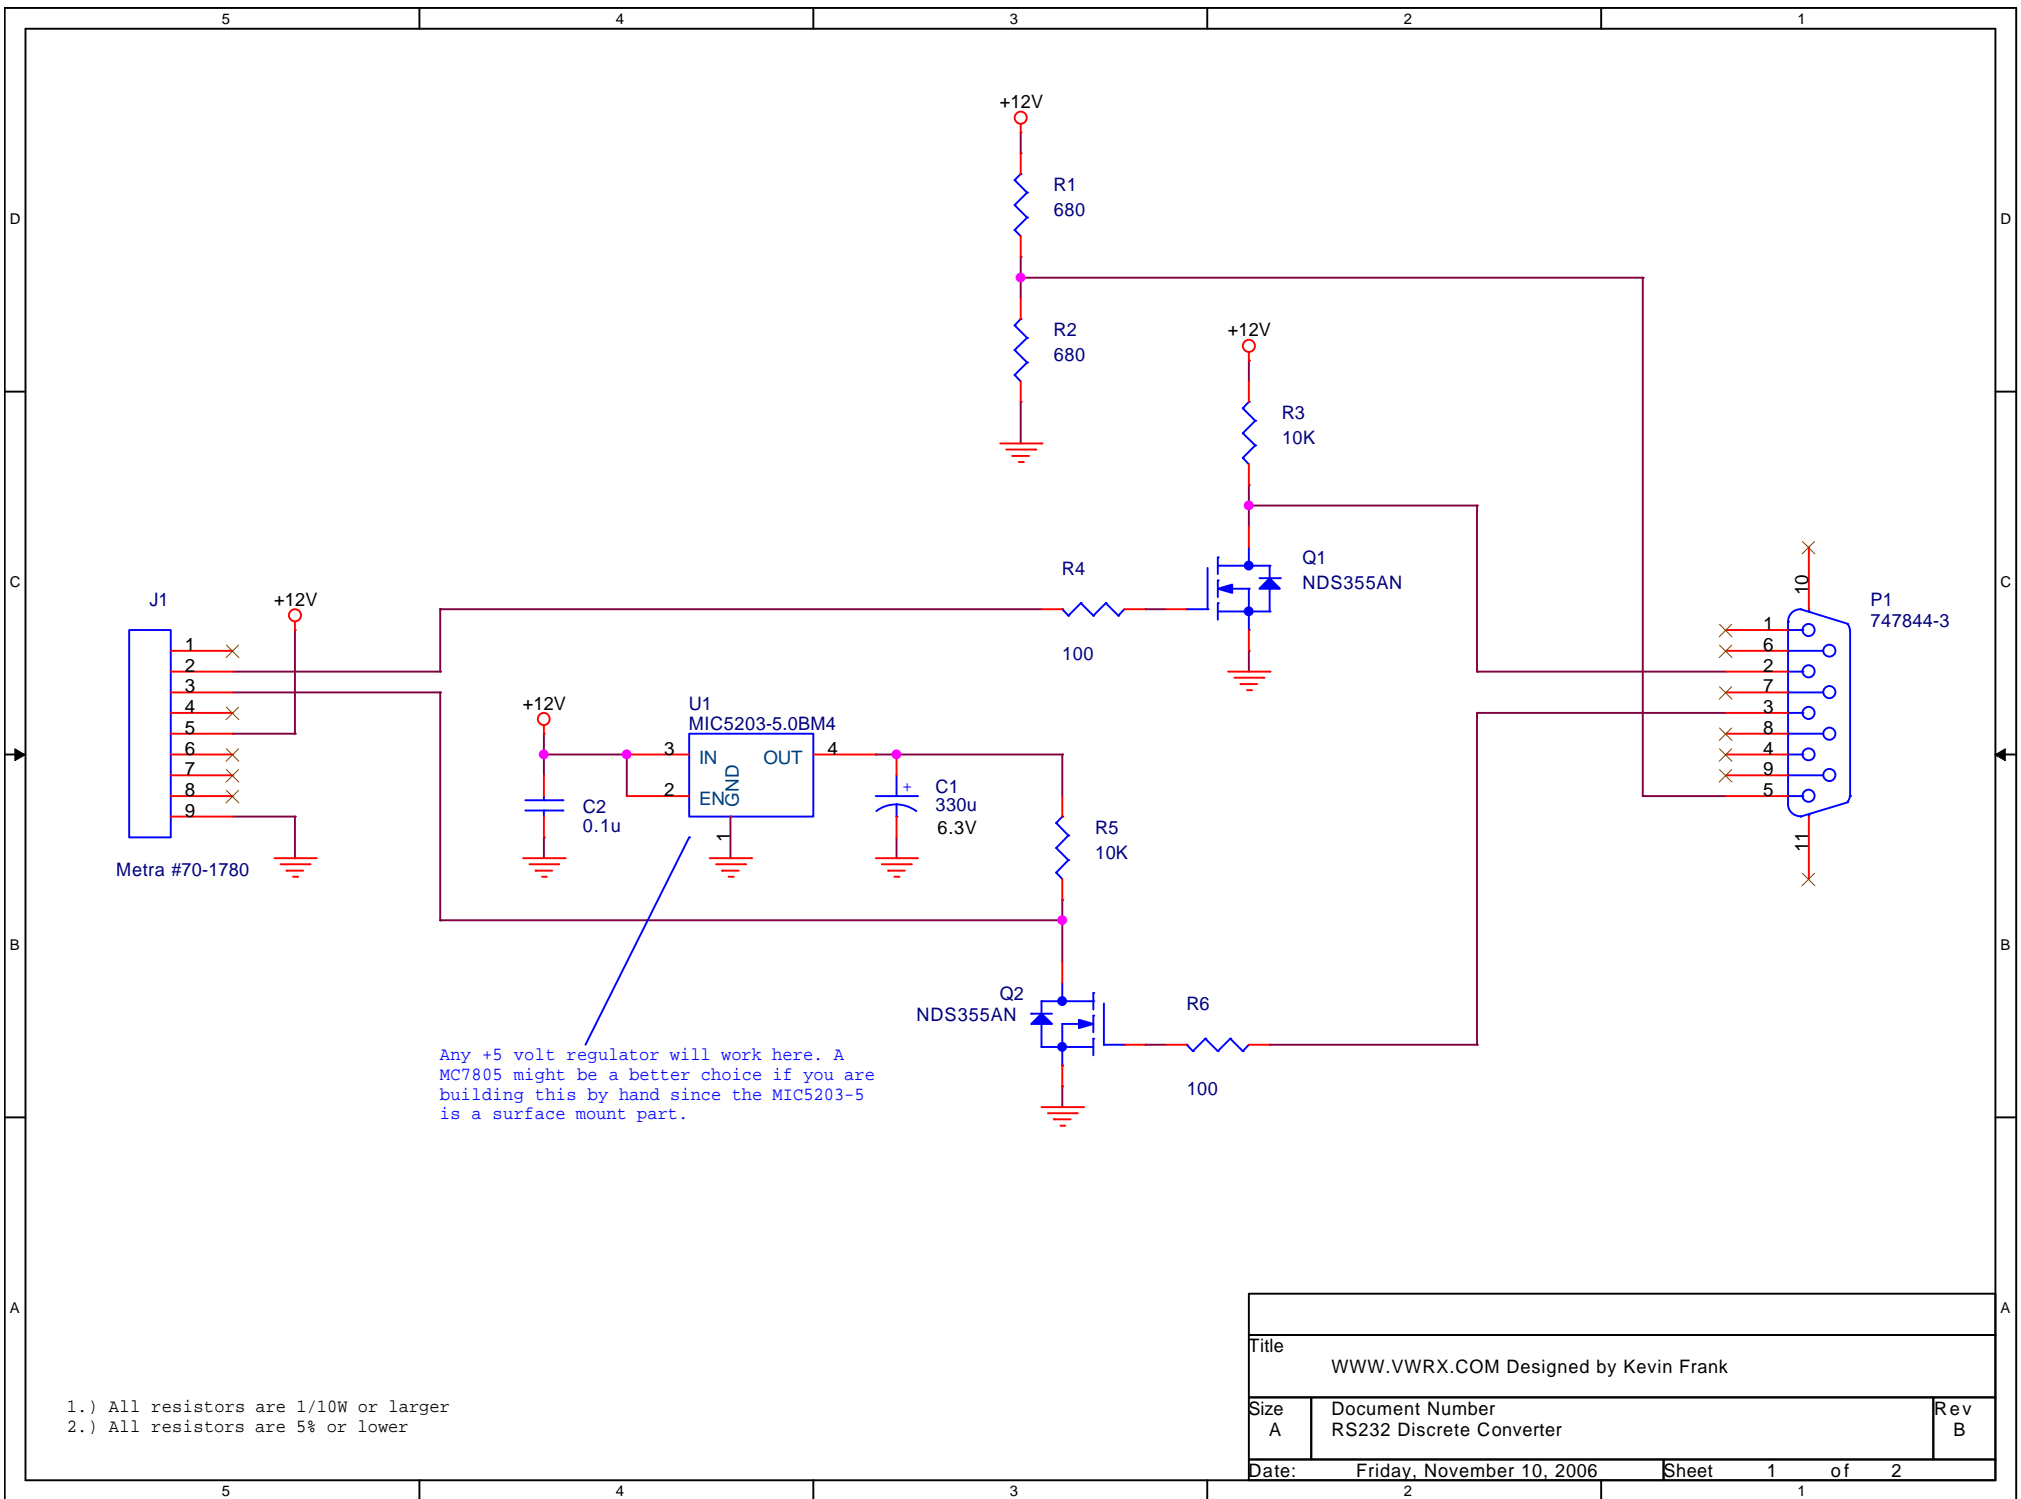 5 4 3 2 1
D D
C C
B B
A A
+12V
R1
680
R2
680
+12V
R3
10K
Q1
NDS355AN
R4
100
J1
+12V
1
2
3
4
5
6
7
8
9
Metra #70-1780
+12V
U1
MIC5203-5.0BM4
3 IN OUT 4
2 EN GND
1
C2
0.1u
C1
+
330u
6.3V
R5
10K
Q2
NDS355AN
R6
100
P1
747844-3
10
1
6
2
7
3
8
4
9
5
11
Any +5 volt regulator will work here. A
MC7805 might be a better choice if you are
building this by hand since the MIC5203-5
is a surface mount part.
1.) All resistors are 1/10W or larger
2.) All resistors are 5% or lower
Title
WWW.VWRX.COM Designed by Kevin Frank
Size Document Number Rev
A RS232 Discrete Converter B
Date: Friday, November 10, 2006 Sheet 1 of 2
5 4 3 2 1